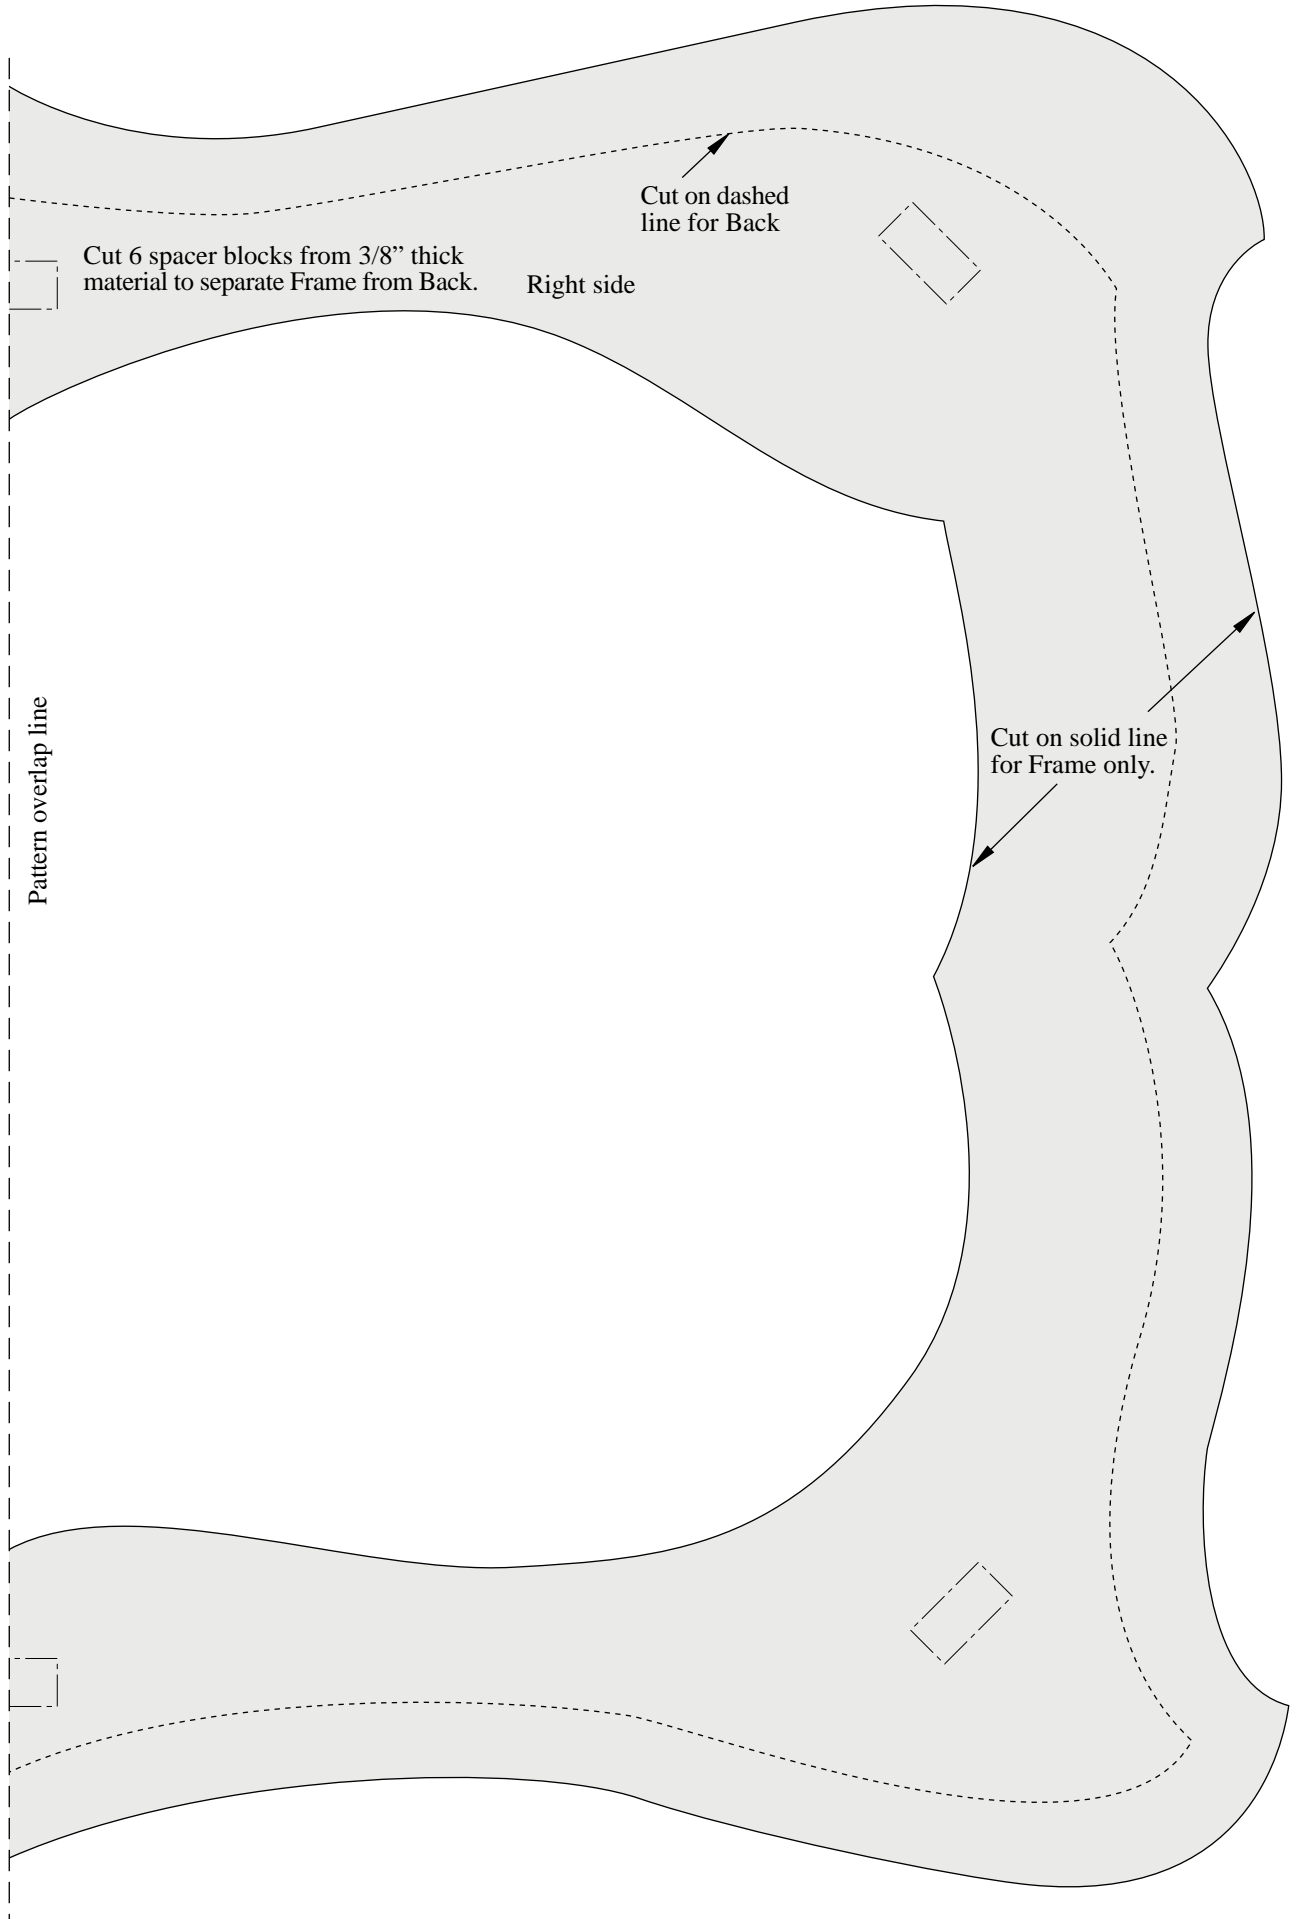 Cut on dashed
line for Back
Cut 6 spacer blocks from 3/8” thick
material to separate Frame from Back.
Right side
Cut on solid line
for Frame only.
Pattern overlap line